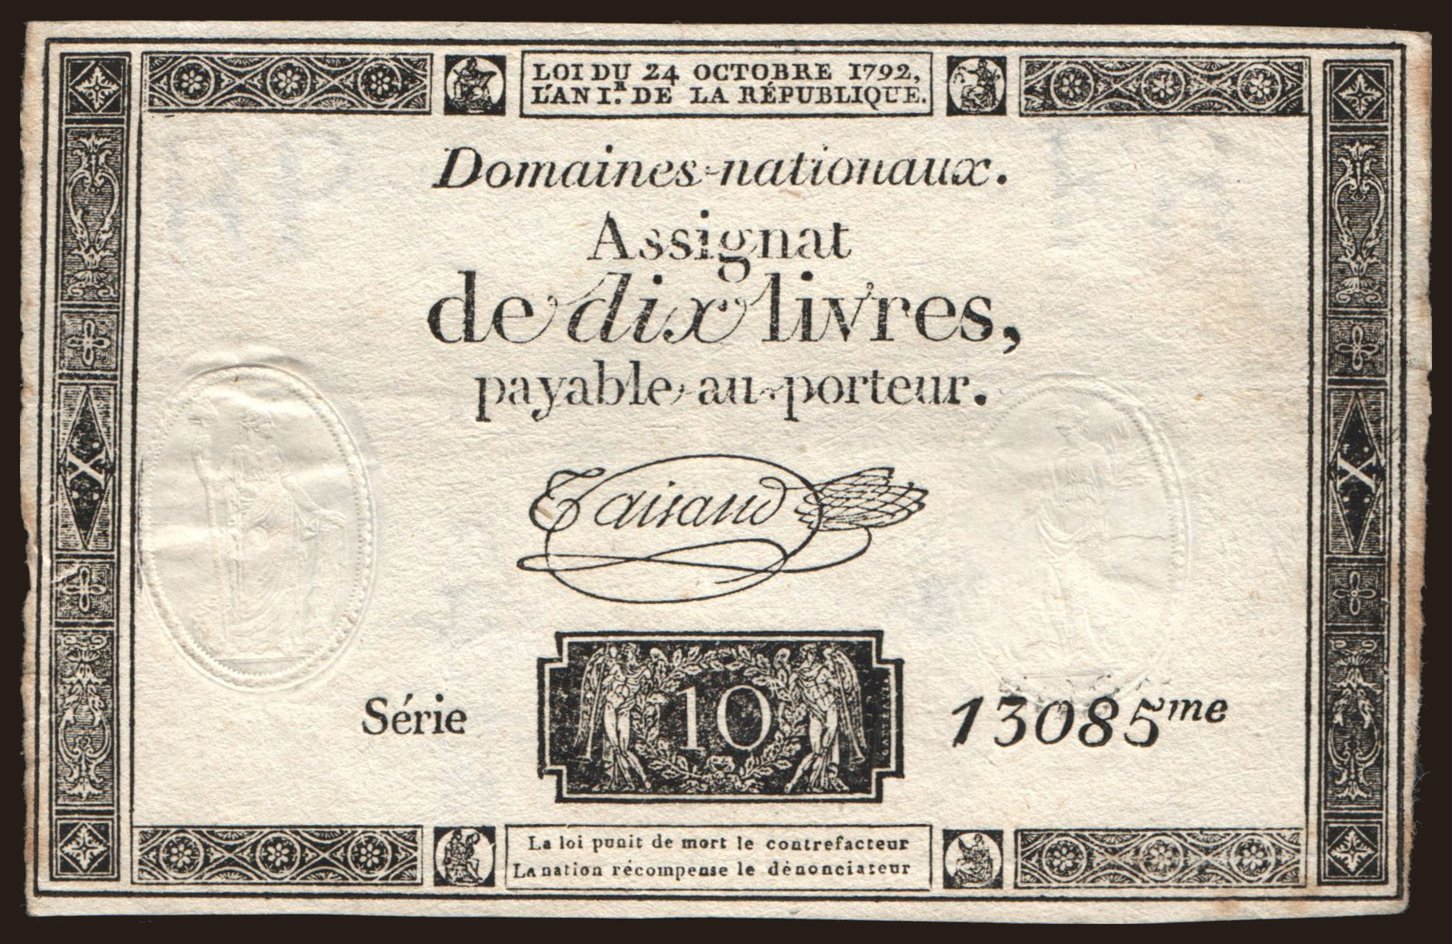 LOI DU 24 OCTOBRE 1792,
L'AN I.R DE LA RÉPUBLIQUE.
Domaines nationaux.
Assignat
de dix livres,
payable au porteur.
X
X
Taisaud
Série
10
13085me
La loi punit de mort le contrefacteur
La nation récompense le dénonciateur